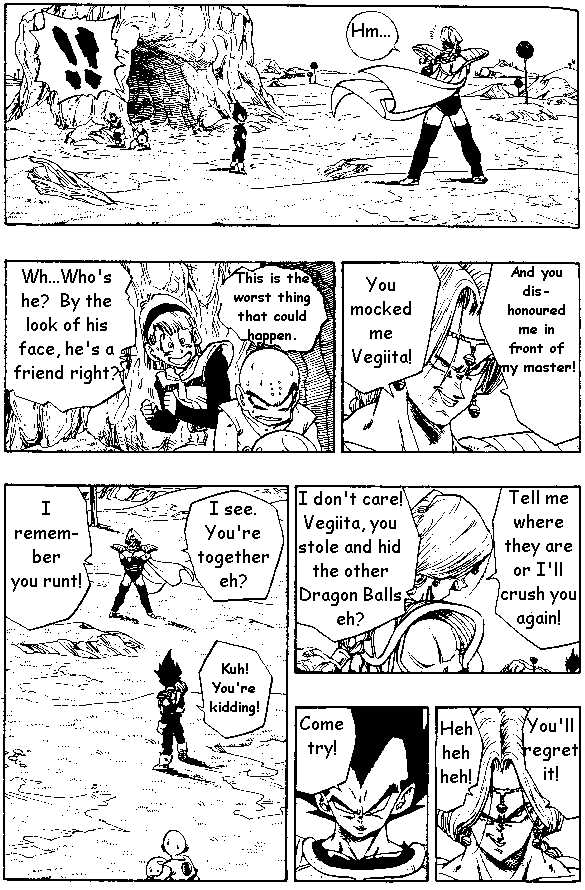 !!
Hm...
Wh...Who's
he? By the
look of his
face, he's a
friend right?
This is the
worst thing
that could
happen.
You
mocked
me
Vegiita!
And you
dis-
honoured
me in
front of
my master!
I
remem-
ber
you runt!
I see.
You're
together
eh?
Kuh!
You're
kidding!
I don't care!
Vegiita, you
stole and hid
the other
Dragon Balls
eh?
Tell me
where
they are
or I'll
crush you
again!
Come
try!
Heh
heh
heh!
You'll
regret
it!